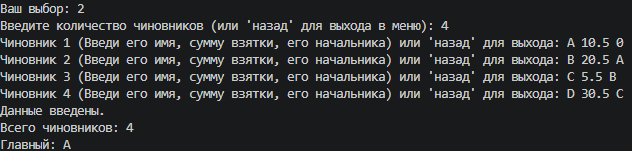 Ваш выбор: 2
Введите количество чиновников (или 'назад' для выхода в меню): 4
Чиновник 1 (Введи его имя, сумму взятки, его начальника) или 'назад' для выхода: A 10.5 0
Чиновник 2 (Введи его имя, сумму взятки, его начальника) или 'назад' для выхода: B 20.5 A
Чиновник 3 (Введи его имя, сумму взятки, его начальника) или 'назад' для выхода: C 5.5 B
Чиновник 4 (Введи его имя, сумму взятки, его начальника) или 'назад' для выхода: D 30.5 C
Данные введены.
Всего чиновников: 4
Главный: A